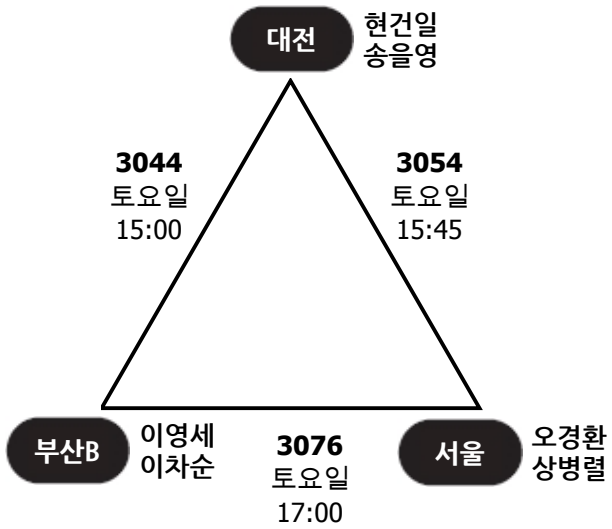 대전
현건일
송을영
3044
토요일
15:00
3054
토요일
15:45
부산B
이영세
이차순
3076
토요일
17:00
서울
오경환
상병렬